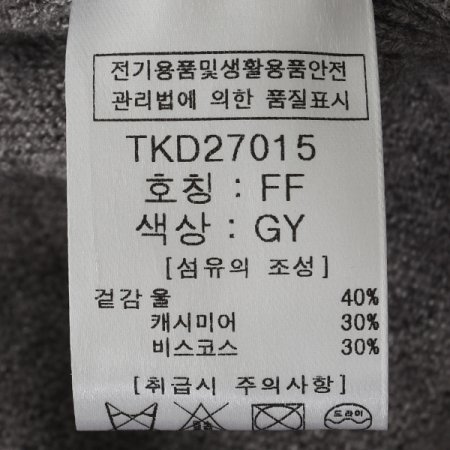 전기용품및생활용품안전
관리법에 의한 품질표시
TKD27015
호칭 : FF
색상 : GY
[섬유의 조성]
겉감 울 40%
캐시미어 30%
비스코스 30%
[취급시 주의사항]
드라이